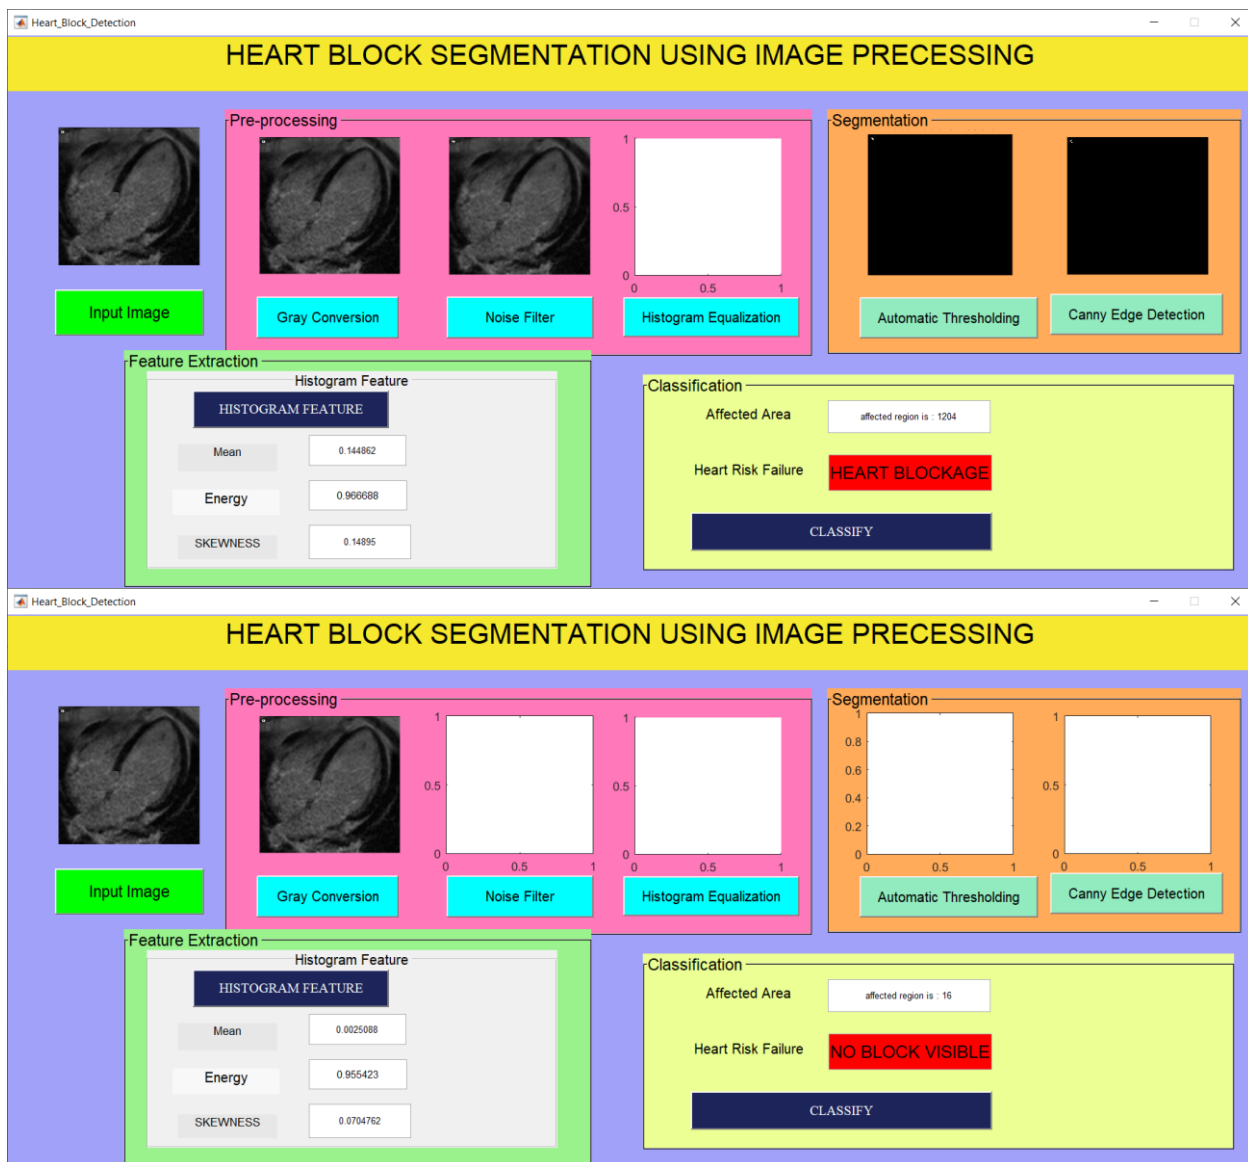 Heart_Block_Detection
HEART BLOCK SEGMENTATION USING IMAGE PRECESSING
Pre-processing
Segmentation
1
0.5
0
0 0.5 1
Input Image
Gray Conversion
Noise Filter
Histogram Equalization
Automatic Thresholding
Canny Edge Detection
Feature Extraction
Histogram Feature
HISTOGRAM FEATURE
Mean 0.144862
Energy 0.966688
SKEWNESS 0.14895
Classification
Affected Area affected region is : 1204
Heart Risk Failure HEART BLOCKAGE
CLASSIFY
Heart_Block_Detection
HEART BLOCK SEGMENTATION USING IMAGE PRECESSING
Pre-processing
Segmentation
1
0.5
0
0 0.5 1
1
0.5
0
0 0.5 1
1
0.8
0.6
0.4
0.2
0
0 0.5 1
1
0.5
0
0 0.5 1
Input Image
Gray Conversion
Noise Filter
Histogram Equalization
Automatic Thresholding
Canny Edge Detection
Feature Extraction
Histogram Feature
HISTOGRAM FEATURE
Mean 0.0025088
Energy 0.955423
SKEWNESS 0.0704762
Classification
Affected Area affected region is : 16
Heart Risk Failure NO BLOCK VISIBLE
CLASSIFY